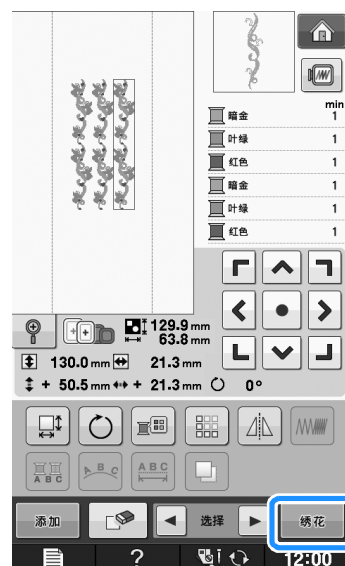 min
暗金 1
叶绿 1
红色 1
暗金 1
叶绿 1
红色 1
129.9 mm
63.8 mm
130.0 mm 21.3 mm
+ 50.5 mm + 21.3 mm 0°
A B C
A B C
A B C
添加 选择 绣花
? 12:00